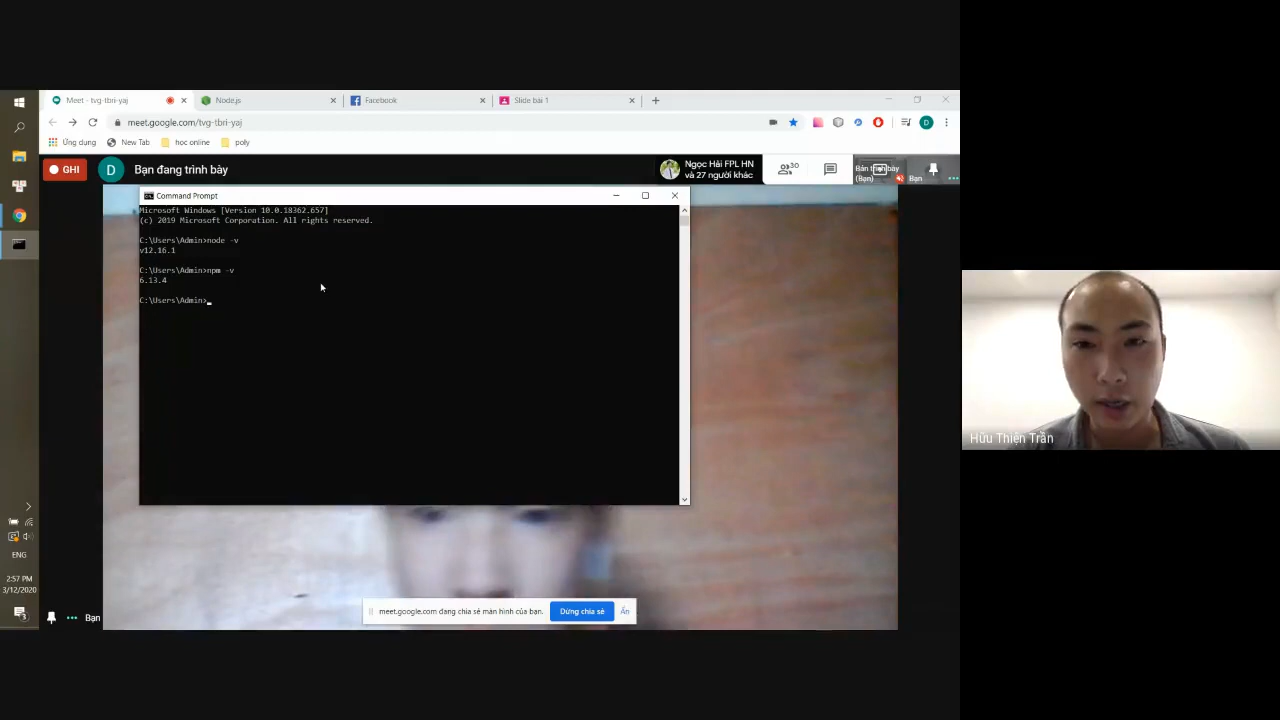 Meet - tvg-tbri-yaj
Node.js
Facebook
Slide bài 1
meet.google.com/tvg-tbri-yaj
D
Ứng dụng
New Tab
học online
poly
GHI
D
Bạn đang trình bày
Ngọc Hải FPL HN
và 27 người khác
30
(Bạn)
Bạn
Command Prompt
Microsoft Windows [Version 10.0.18362.657]
(c) 2019 Microsoft Corporation. All rights reserved.
C:\Users\Admin>node -v
v12.16.1
C:\Users\Admin>npm -v
6.13.4
C:\Users\Admin>
Hữu Thiện Trần
ENG
2:57 PM
3/12/2020
Bạn
meet.google.com đang chia sẻ màn hình của bạn.
Dừng chia sẻ
Ẩn